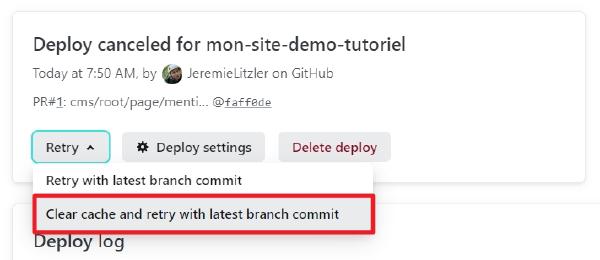 Deploy canceled for mon-site-demo-tutoriel
Today at 7:50 AM, by JeremieLitzler on GitHub
PR#1: cms/root/page/menti... @faff0de
Retry Deploy settings Delete deploy
Retry with latest branch commit
Clear cache and retry with latest branch commit
Deploy log